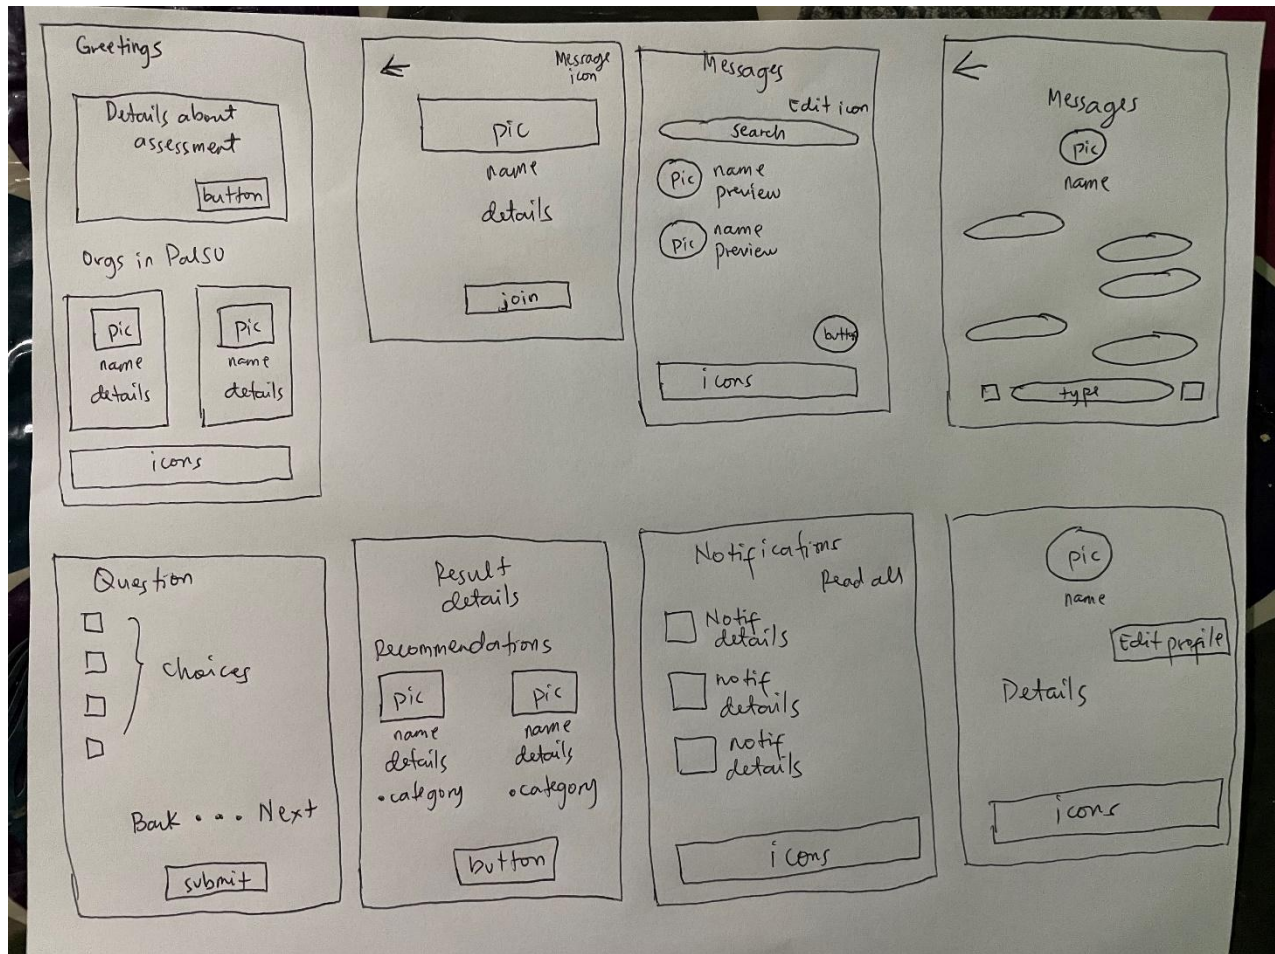 Greetings
Details about
assessment
button
Orgs in PalSU
pic
name
details
pic
name
details
icons
Message
icon
pic
name
details
join
Messages
Edit icon
search
pic
name
preview
pic
name
preview
button
icons
Messages
pic
name
type
Question
Choices
Back • • • Next
submit
Result
details
Recommendations
pic
name
details
• category
pic
name
details
• category
button
Notifications
Read all
Notif
details
notif
details
notif
details
icons
pic
name
Edit profile
Details
icons